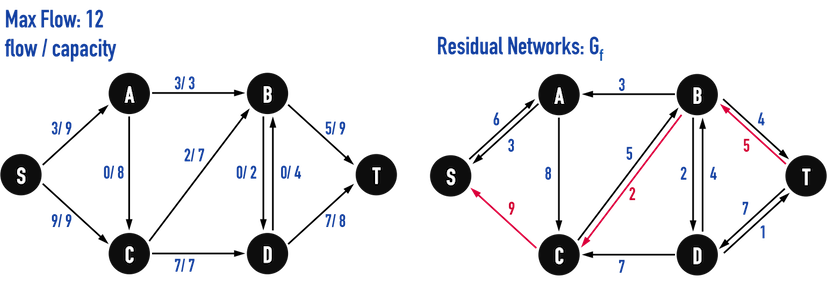 Max Flow: 12
flow / capacity
3/ 3
A
B
3/ 9
0/ 8
2/ 7
0/ 2
0/ 4
5/ 9
S
T
9/ 9
7/ 8
C
D
7/ 7
Residual Networks: Gf
3
A
B
6
3
4
5
8
5
2
2
4
S
T
9
7
1
C
D
7